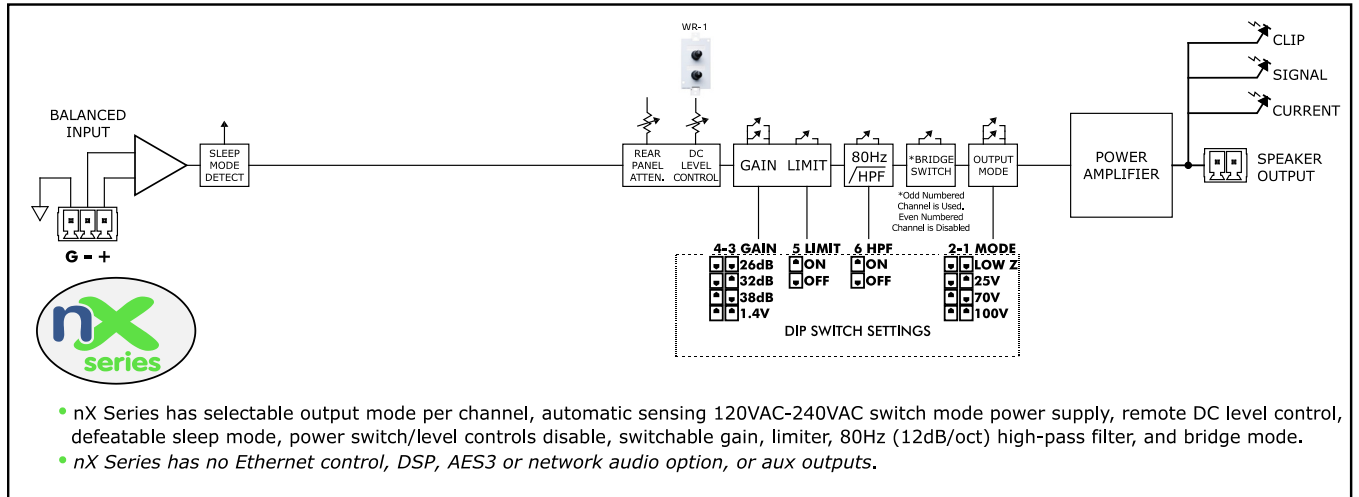 WR-1
CLIP
SIGNAL
CURRENT
BALANCED
INPUT
SLEEP
MODE
DETECT
REAR
PANEL
ATTEN.
DC
LEVEL
CONTROL
GAIN LIMIT
80Hz
/HPF
*BRIDGE
SWITCH
OUTPUT
MODE
POWER
AMPLIFIER
SPEAKER
OUTPUT
*Odd Numbered
Channel is Used.
Even Numbered
Channel is Disabled
G - +
4-3 GAIN
26dB
32dB
38dB
1.4V
5 LIMIT
ON
OFF
6 HPF
ON
OFF
2-1 MODE
LOW Z
25V
70V
100V
DIP SWITCH SETTINGS
nX
series
• nX Series has selectable output mode per channel, automatic sensing 120VAC-240VAC switch mode power supply, remote DC level control,
defeatable sleep mode, power switch/level controls disable, switchable gain, limiter, 80Hz (12dB/oct) high-pass filter, and bridge mode.
• nX Series has no Ethernet control, DSP, AES3 or network audio option, or aux outputs.